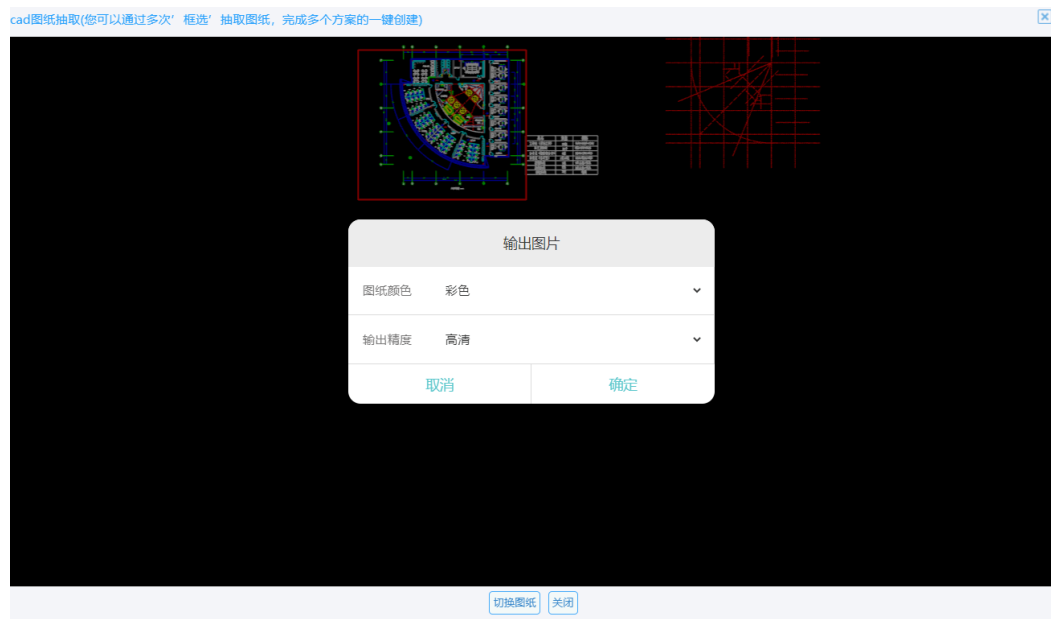 cad图纸抽取(您可以通过多次’框选’抽取图纸，完成多个方案的一键创建)
输出图片
图纸颜色 彩色
输出精度 高清
取消 确定
切换图纸 关闭